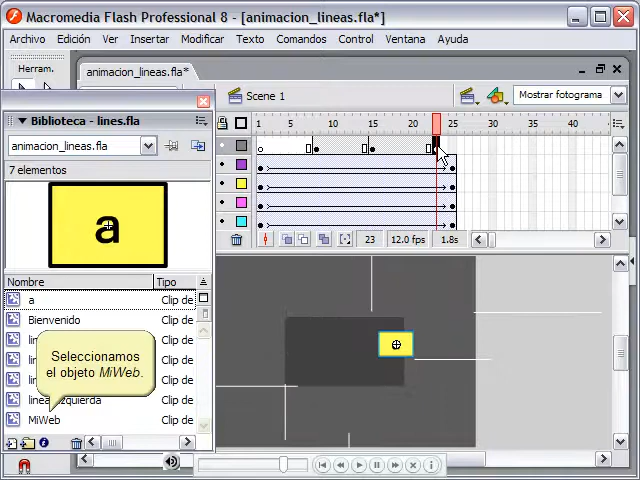 Macromedia Flash Professional 8 - [animacion_lineas.fla*]
Archivo Edición Ver Insertar Modificar Texto Comandos Control Ventana Ayuda
Herram.
animacion_lineas.fla*
Scene 1
Mostrar fotograma
Biblioteca - lines.fla
animacion_lineas.fla
7 elementos
1 5 10 15 20 25 30 35 40
a
23 12.0 fps 1.8s
Nombre Tipo
a Clip de
Bienvenido Clip de
Clip de
Clip de
izquierda Clip de
MiWeb Clip de
Seleccionamos
el objeto MiWeb.